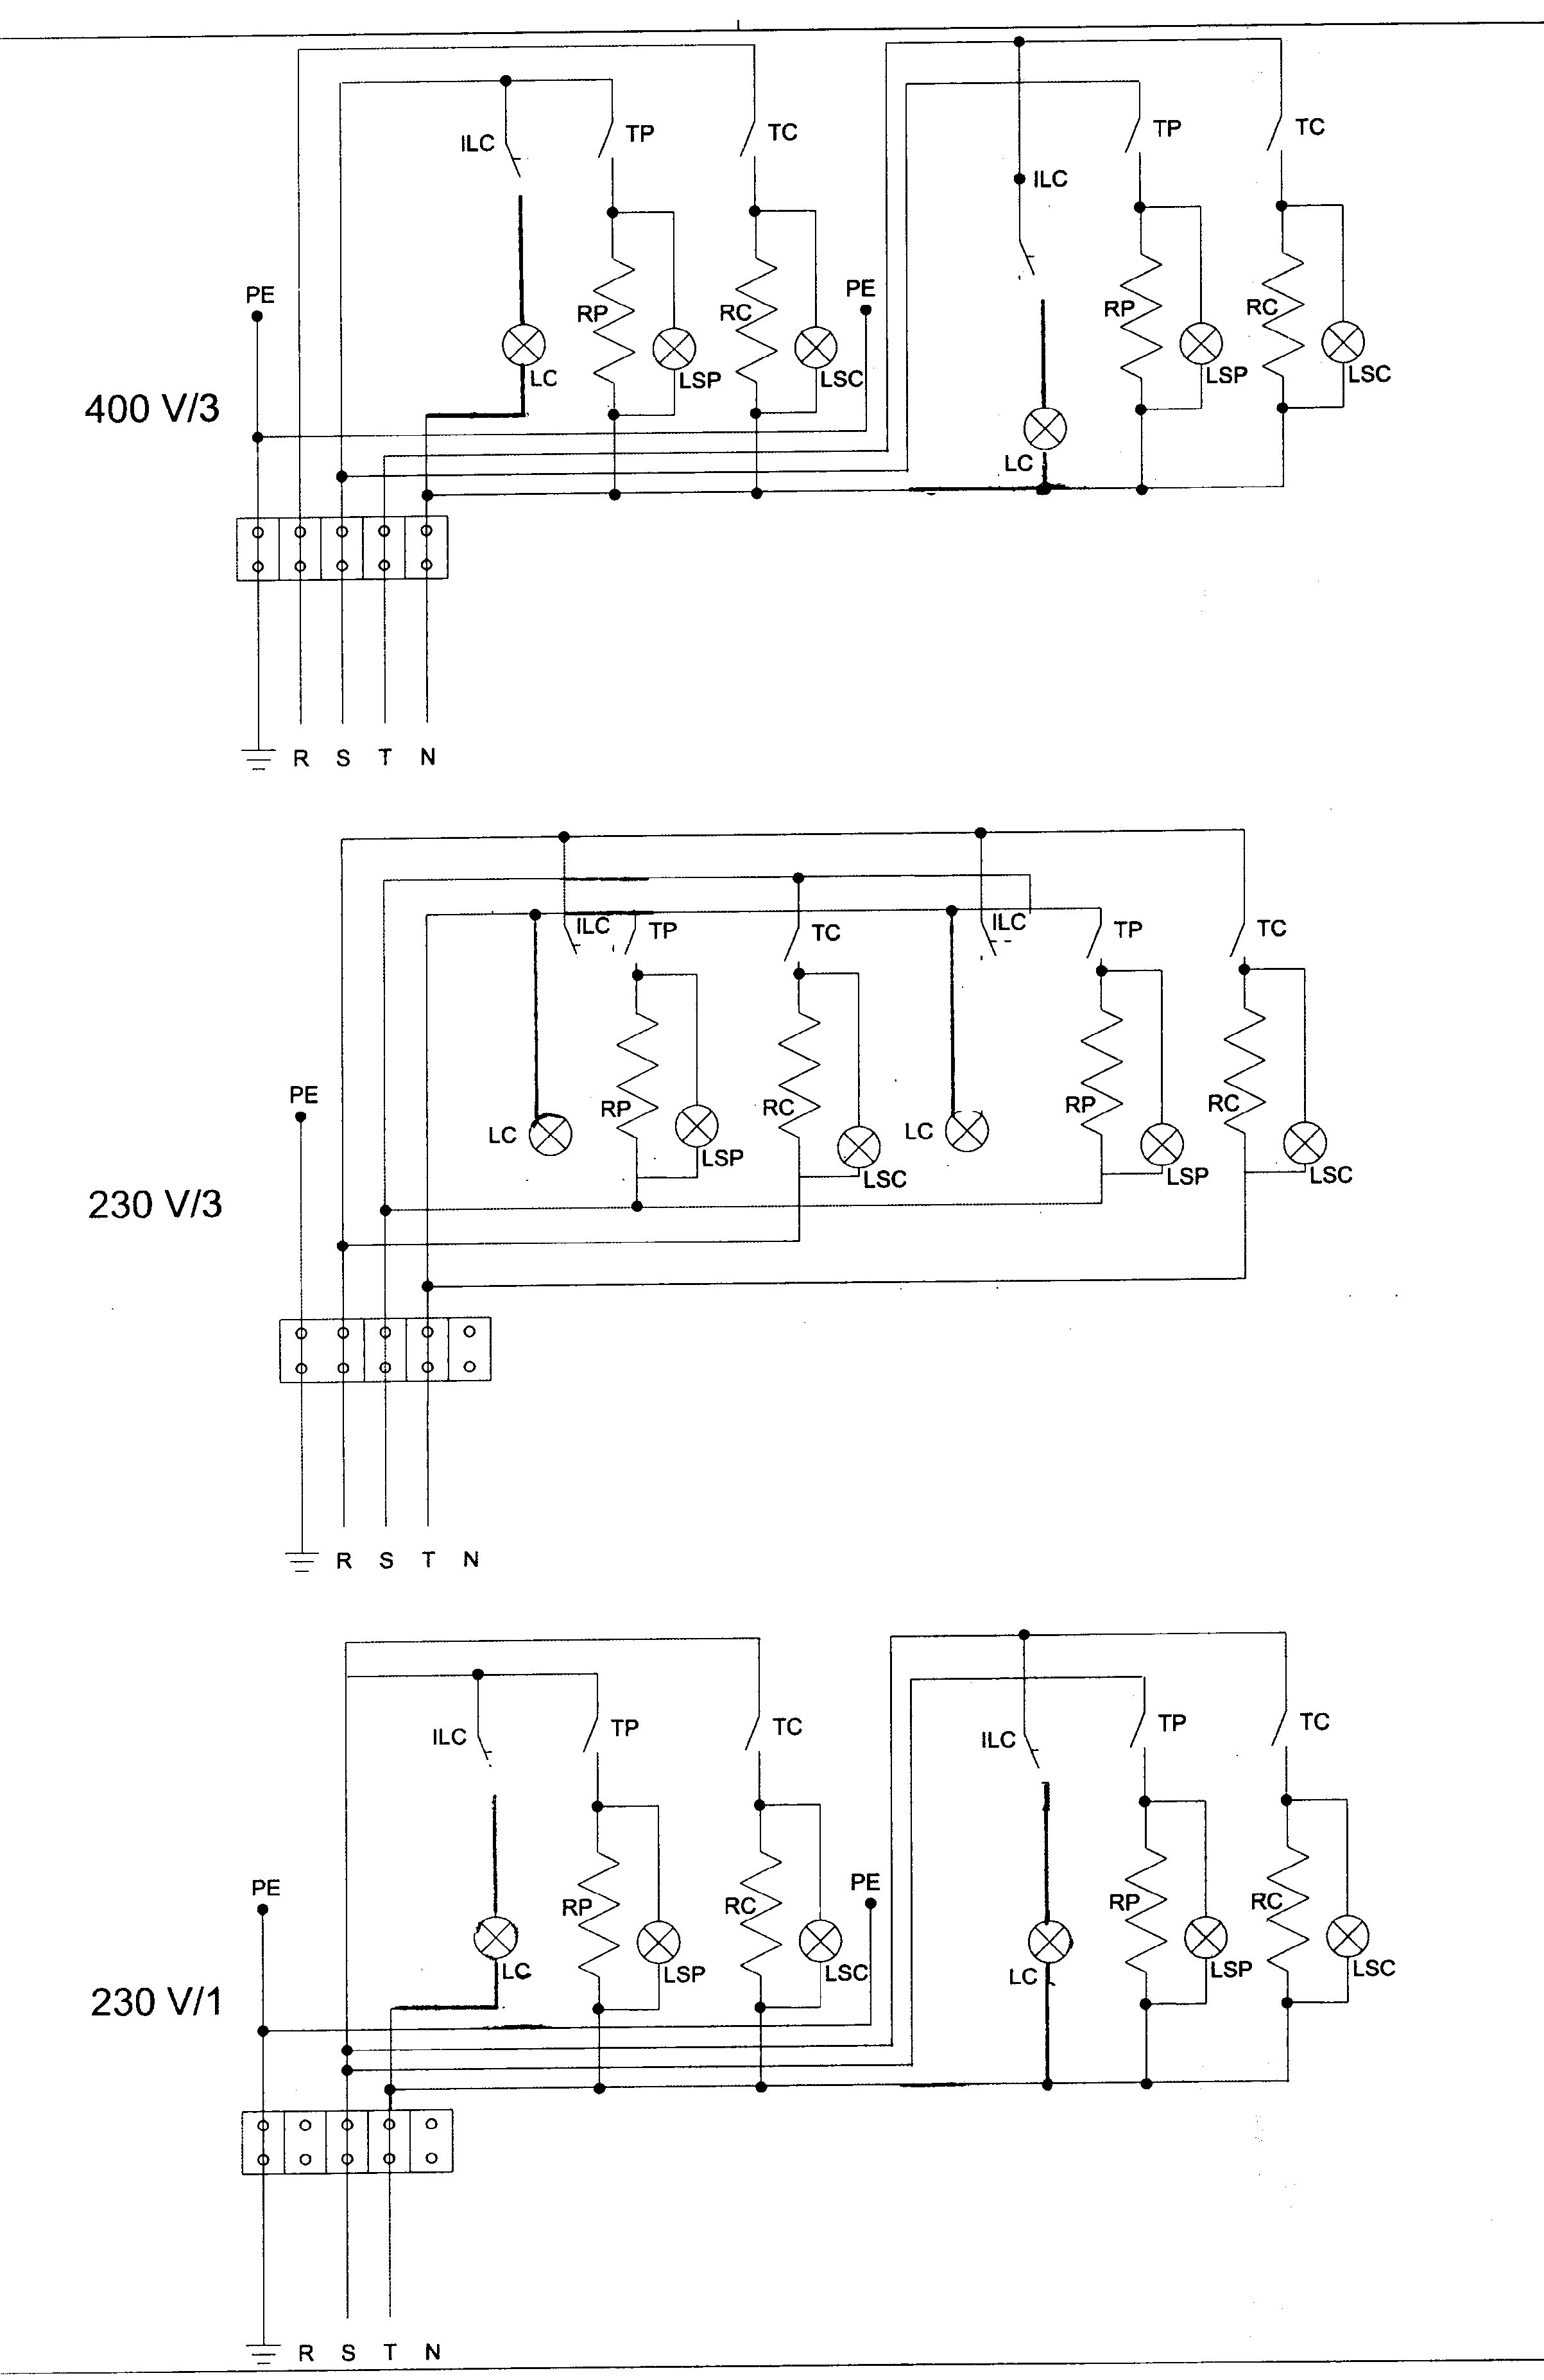 ILC TP TC TP TC
ILC
PE PE
RP RC RP RC
LC LSP LSC LSP LSC
400 V/3
LC
R S T N
ILC TP TC ILC TP TC
PE
LC RP RC LC RP RC
LSP LSC LSP LSC
230 V/3
R S T N
ILC TP TC ILC TP TC
PE PE
RP RC RP RC
LC LSP LSC LC LSP LSC
230 V/1
R S T N